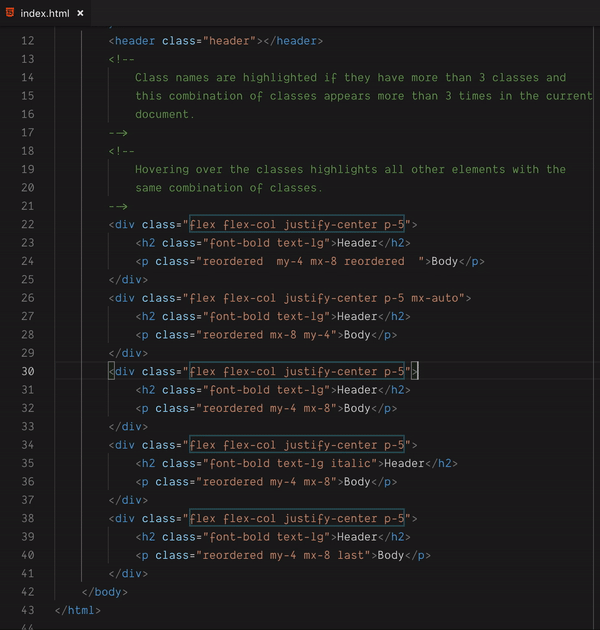 index.html ×
12 <header class="header"></header>
13 <!--
14 Class names are highlighted if they have more than 3 classes and
15 this combination of classes appears more than 3 times in the current
16 document.
17 -->
18 <!--
19 Hovering over the classes highlights all other elements with the
20 same combination of classes.
21 -->
22 <div class="flex flex-col justify-center p-5">
23 <h2 class="font-bold text-lg">Header</h2>
24 <p class="reordered  my-4 mx-8 reordered  ">Body</p>
25 </div>
26 <div class="flex flex-col justify-center p-5 mx-auto">
27 <h2 class="font-bold text-lg">Header</h2>
28 <p class="reordered mx-8 my-4">Body</p>
29 </div>
30 <div class="flex flex-col justify-center p-5">
31 <h2 class="font-bold text-lg">Header</h2>
32 <p class="reordered my-4 mx-8">Body</p>
33 </div>
34 <div class="flex flex-col justify-center p-5">
35 <h2 class="font-bold text-lg italic">Header</h2>
36 <p class="reordered my-4 mx-8">Body</p>
37 </div>
38 <div class="flex flex-col justify-center p-5">
39 <h2 class="font-bold text-lg">Header</h2>
40 <p class="reordered my-4 mx-8 last">Body</p>
41 </div>
42 </body>
43 </html>
44